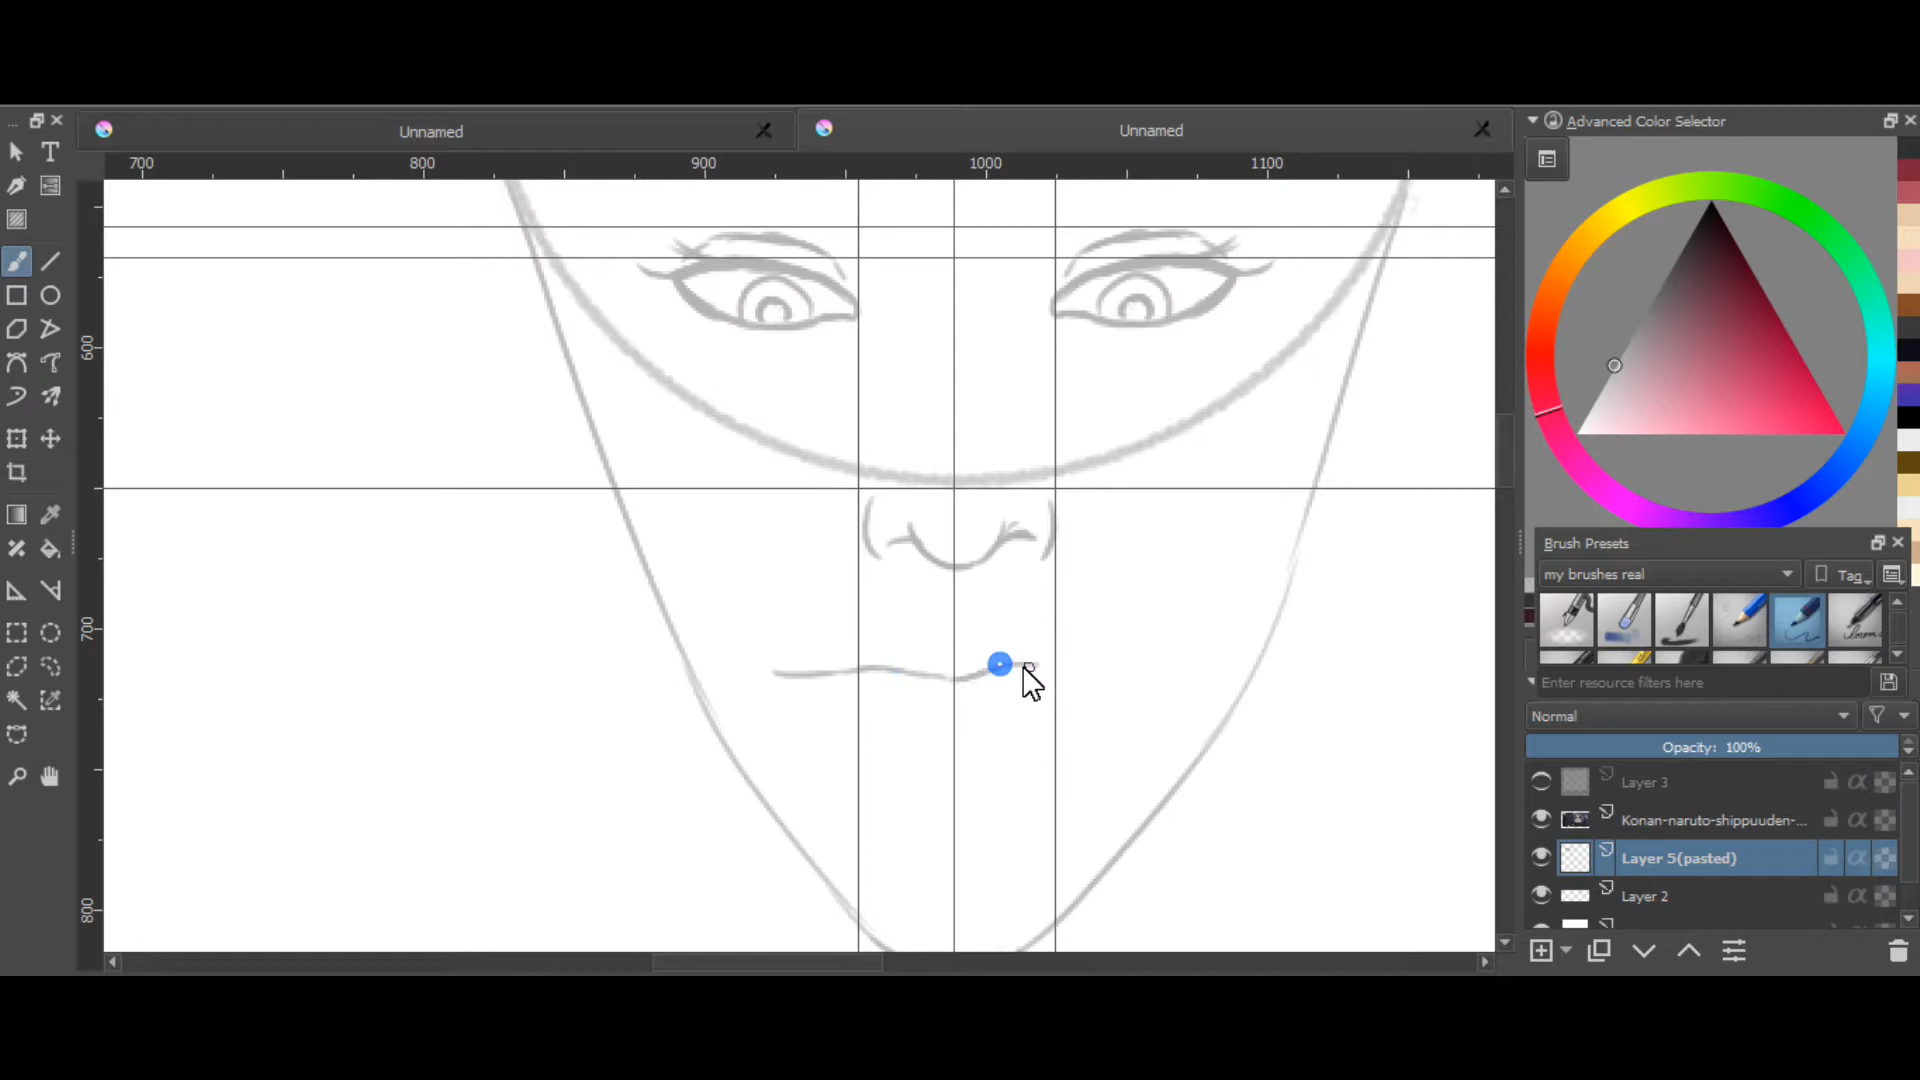 Unnamed
Unnamed
700
800
900
1000
1100
600
700
800
Advanced Color Selector
Brush Presets
my brushes real
Tag
Enter resource filters here
Normal
Opacity: 100%
Layer 3
Konan-naruto-shippuuden-...
Layer 5(pasted)
Layer 2